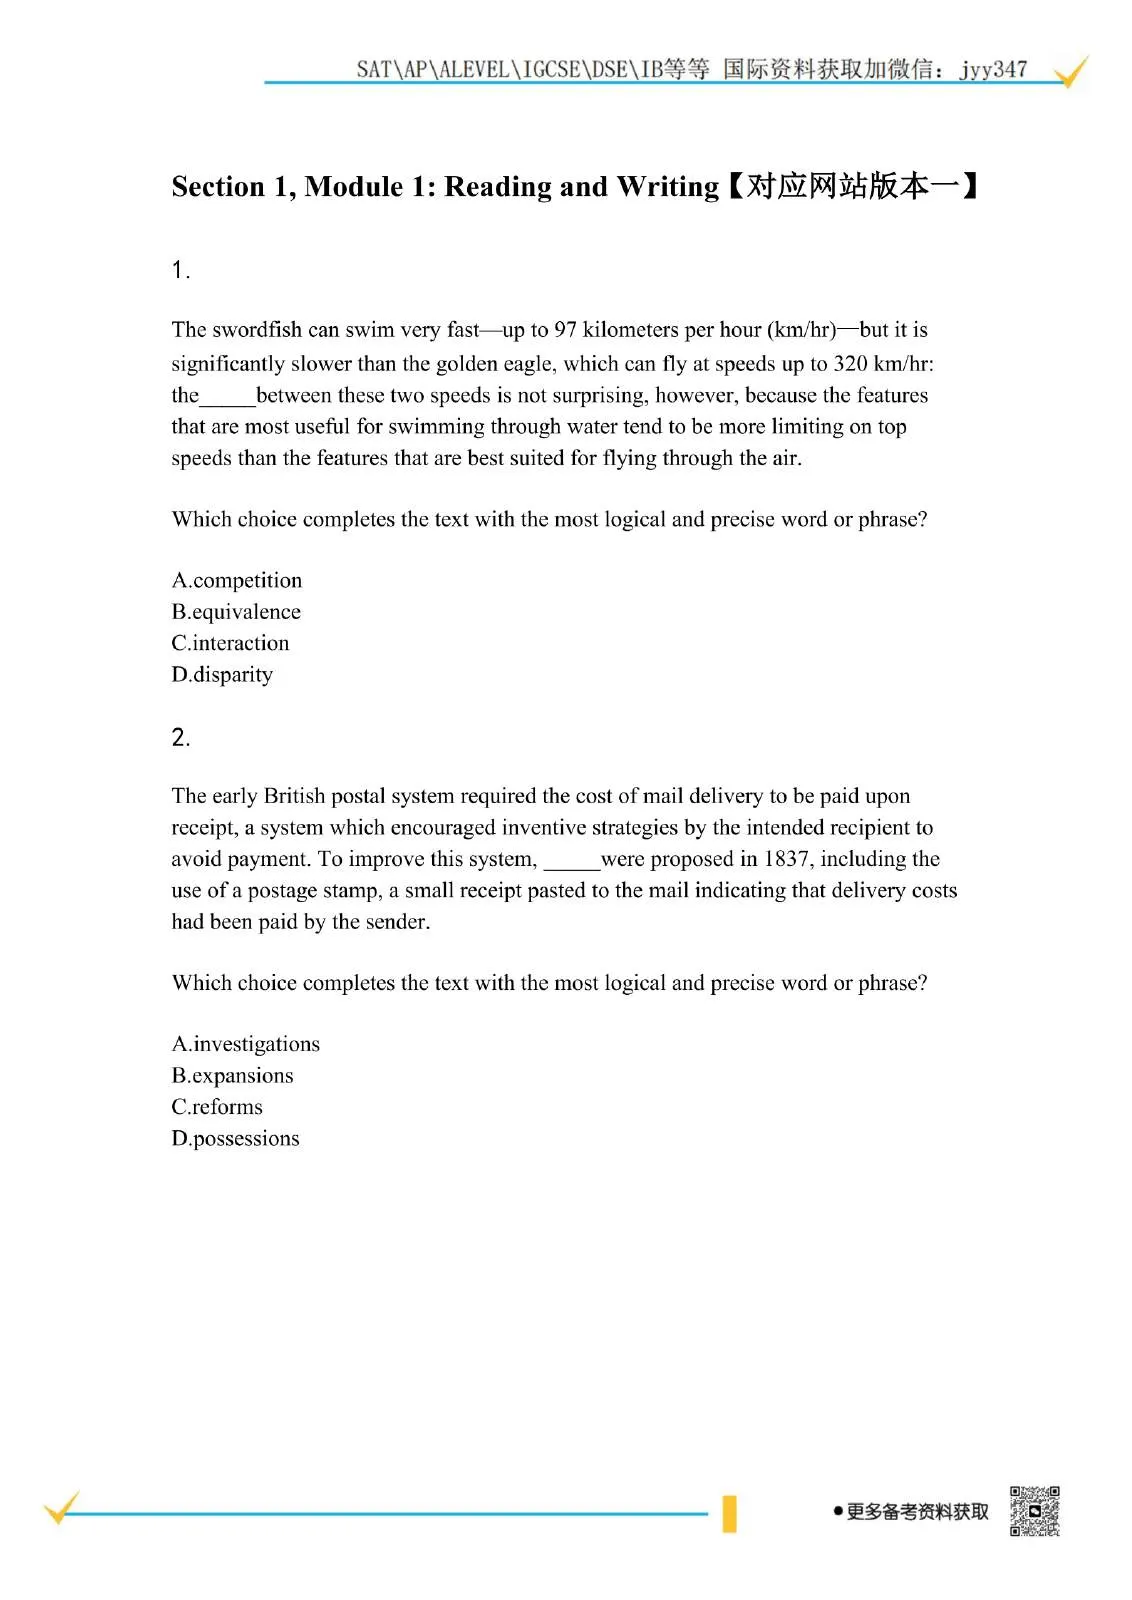 SAT\AP\ALEVEL\IGCSE\DSE\IB等等 国际资料获取加微信：jyy347
Section 1, Module 1: Reading and Writing【对应网站版本一】
1.
The swordfish can swim very fast—up to 97 kilometers per hour (km/hr)—but it is
significantly slower than the golden eagle, which can fly at speeds up to 320 km/hr:
the_____between these two speeds is not surprising, however, because the features
that are most useful for swimming through water tend to be more limiting on top
speeds than the features that are best suited for flying through the air.
Which choice completes the text with the most logical and precise word or phrase?
A.competition
B.equivalence
C.interaction
D.disparity
2.
The early British postal system required the cost of mail delivery to be paid upon
receipt, a system which encouraged inventive strategies by the intended recipient to
avoid payment. To improve this system, _____were proposed in 1837, including the
use of a postage stamp, a small receipt pasted to the mail indicating that delivery costs
had been paid by the sender.
Which choice completes the text with the most logical and precise word or phrase?
A.investigations
B.expansions
C.reforms
D.possessions
●更多备考资料获取